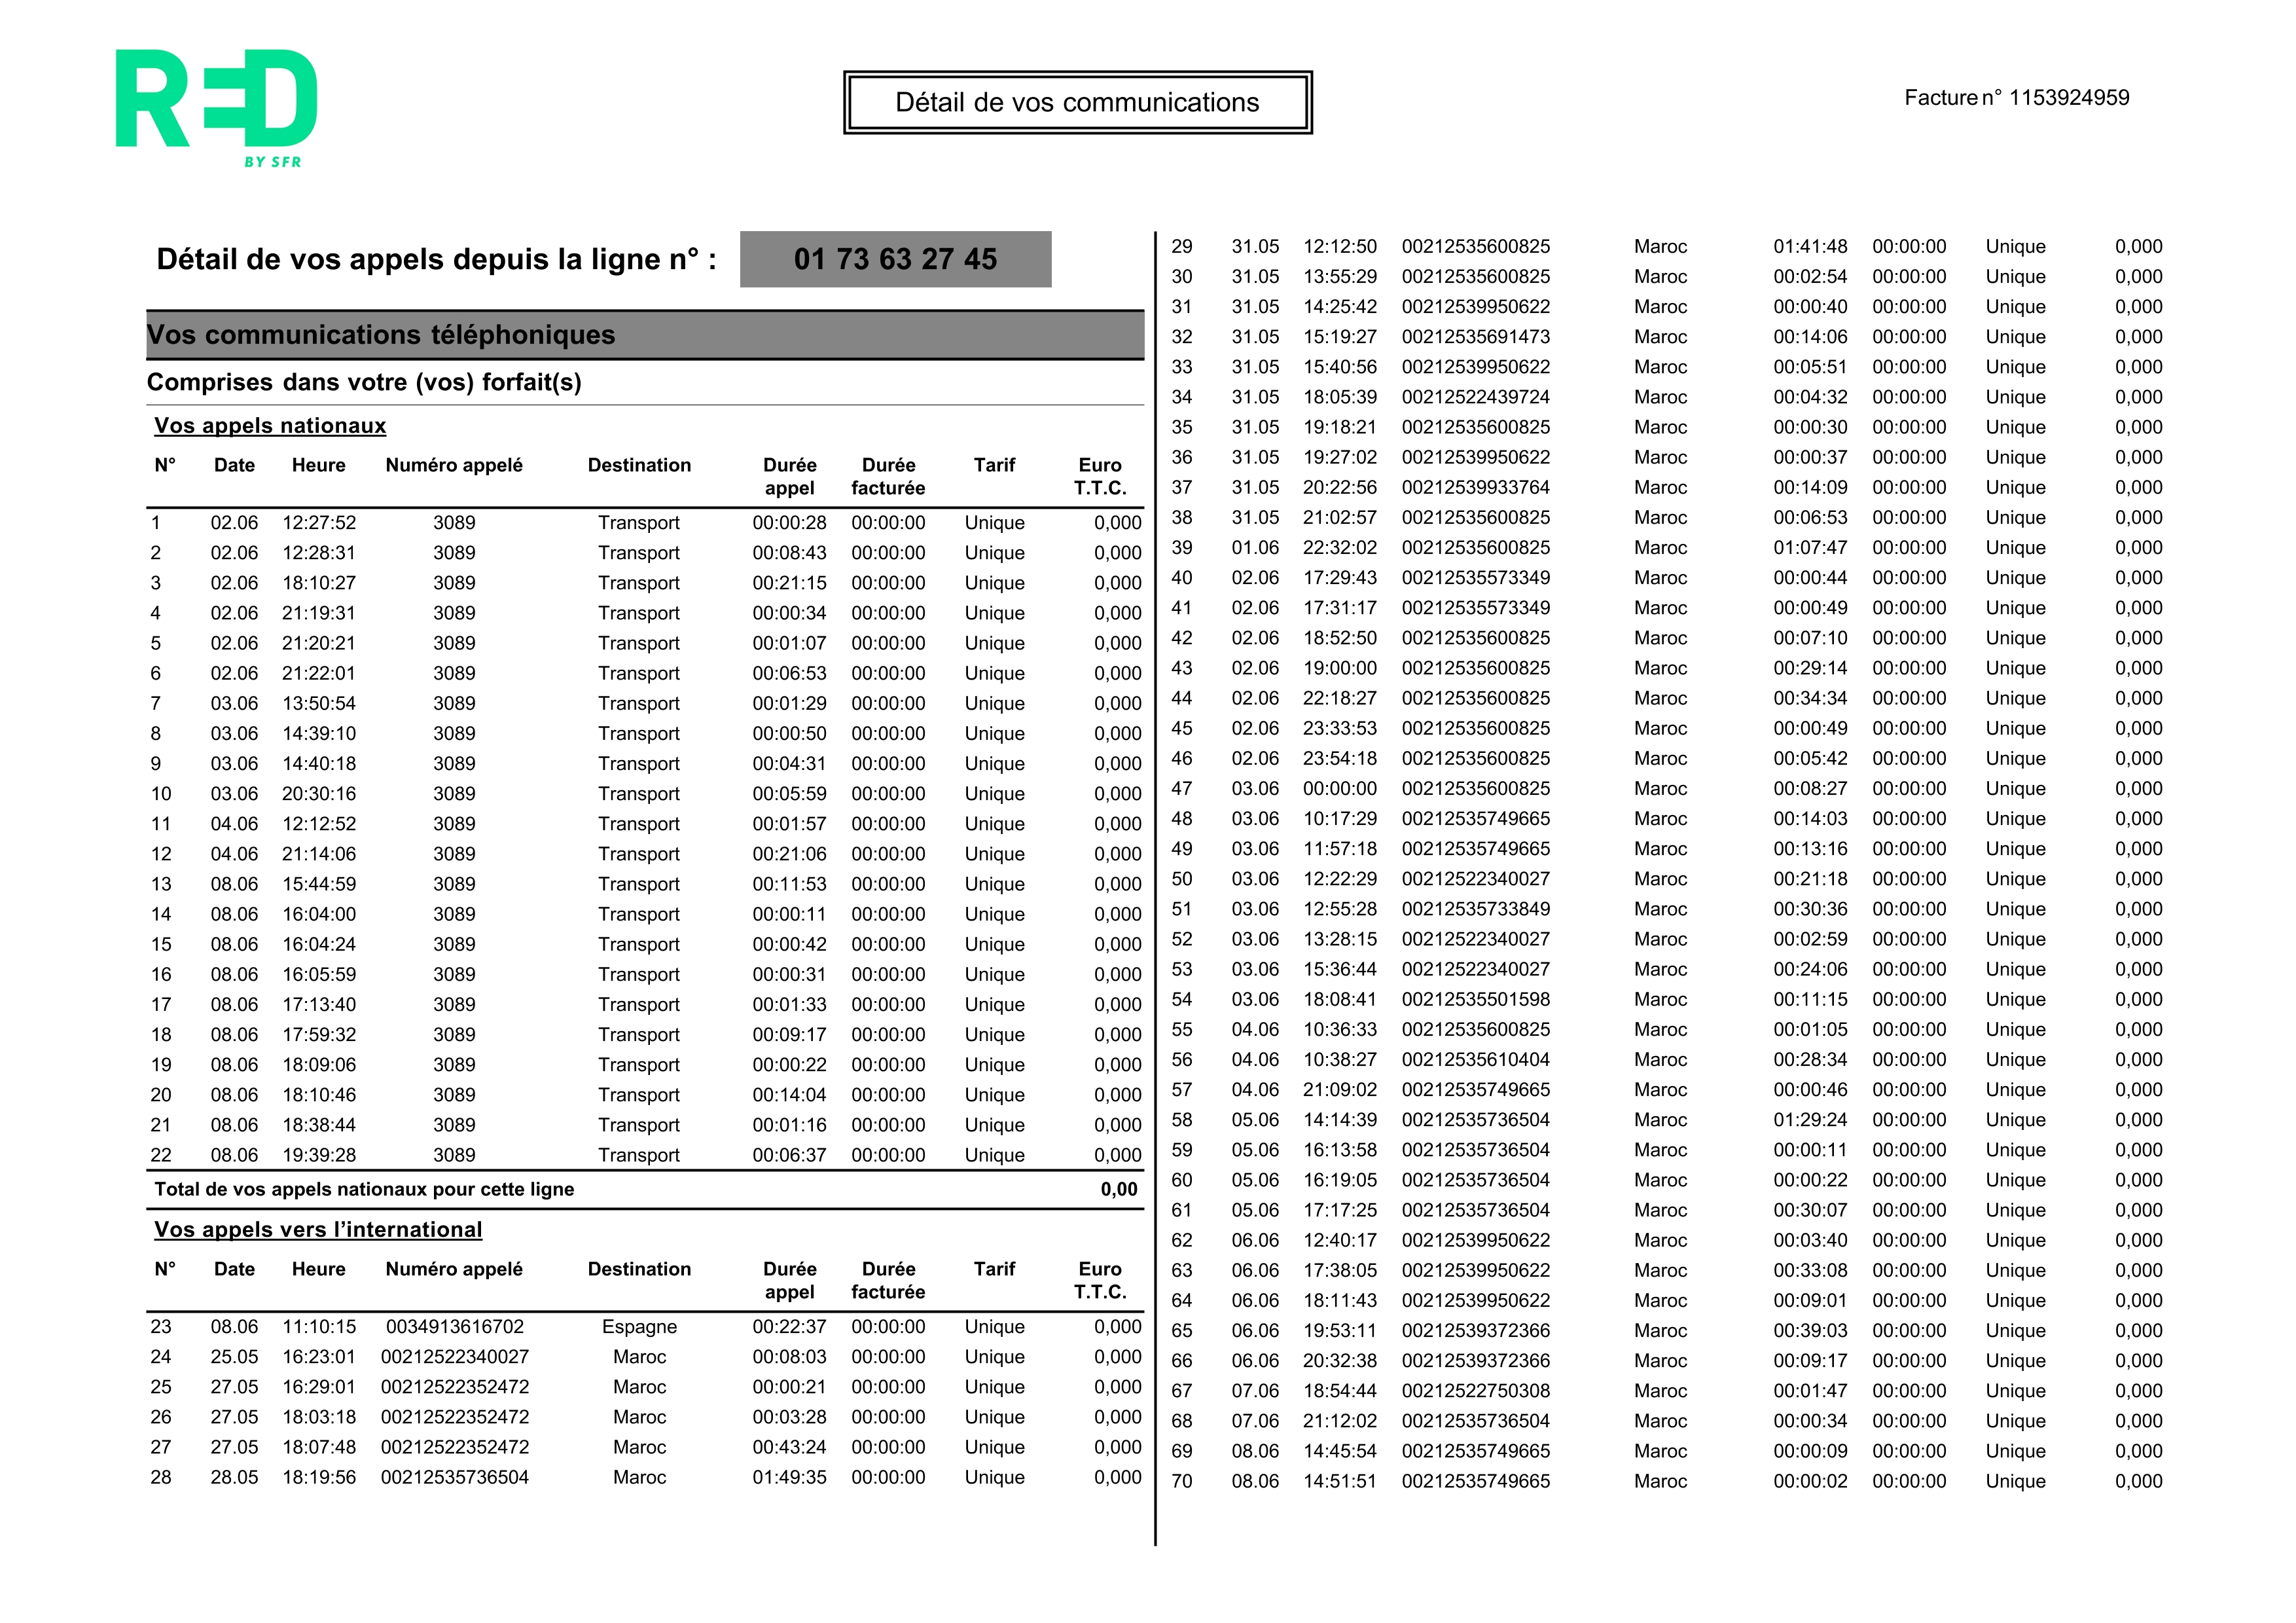 RED
BY SFR
Détail de vos communications
Facture n° 1153924959
Détail de vos appels depuis la ligne n° : 01 73 63 27 45
Vos communications téléphoniques
Comprises dans votre (vos) forfait(s)
Vos appels nationaux
N° Date Heure Numéro appelé Destination Durée appel Durée facturée Tarif Euro T.T.C.
1 02.06 12:27:52 3089 Transport 00:00:28 00:00:00 Unique 0,000
2 02.06 12:28:31 3089 Transport 00:08:43 00:00:00 Unique 0,000
3 02.06 18:10:27 3089 Transport 00:21:15 00:00:00 Unique 0,000
4 02.06 21:19:31 3089 Transport 00:00:34 00:00:00 Unique 0,000
5 02.06 21:20:21 3089 Transport 00:01:07 00:00:00 Unique 0,000
6 02.06 21:22:01 3089 Transport 00:06:53 00:00:00 Unique 0,000
7 03.06 13:50:54 3089 Transport 00:01:29 00:00:00 Unique 0,000
8 03.06 14:39:10 3089 Transport 00:00:50 00:00:00 Unique 0,000
9 03.06 14:40:18 3089 Transport 00:04:31 00:00:00 Unique 0,000
10 03.06 20:30:16 3089 Transport 00:05:59 00:00:00 Unique 0,000
11 04.06 12:12:52 3089 Transport 00:01:57 00:00:00 Unique 0,000
12 04.06 21:14:06 3089 Transport 00:21:06 00:00:00 Unique 0,000
13 08.06 15:44:59 3089 Transport 00:11:53 00:00:00 Unique 0,000
14 08.06 16:04:00 3089 Transport 00:00:11 00:00:00 Unique 0,000
15 08.06 16:04:24 3089 Transport 00:00:42 00:00:00 Unique 0,000
16 08.06 16:05:59 3089 Transport 00:00:31 00:00:00 Unique 0,000
17 08.06 17:13:40 3089 Transport 00:01:33 00:00:00 Unique 0,000
18 08.06 17:59:32 3089 Transport 00:09:17 00:00:00 Unique 0,000
19 08.06 18:09:06 3089 Transport 00:00:22 00:00:00 Unique 0,000
20 08.06 18:10:46 3089 Transport 00:14:04 00:00:00 Unique 0,000
21 08.06 18:38:44 3089 Transport 00:01:16 00:00:00 Unique 0,000
22 08.06 19:39:28 3089 Transport 00:06:37 00:00:00 Unique 0,000
Total de vos appels nationaux pour cette ligne 0,00
Vos appels vers l’international
N° Date Heure Numéro appelé Destination Durée appel Durée facturée Tarif Euro T.T.C.
23 08.06 11:10:15 0034913616702 Espagne 00:22:37 00:00:00 Unique 0,000
24 25.05 16:23:01 00212522340027 Maroc 00:08:03 00:00:00 Unique 0,000
25 27.05 16:29:01 00212522352472 Maroc 00:00:21 00:00:00 Unique 0,000
26 27.05 18:03:18 00212522352472 Maroc 00:03:28 00:00:00 Unique 0,000
27 27.05 18:07:48 00212522352472 Maroc 00:43:24 00:00:00 Unique 0,000
28 28.05 18:19:56 00212535736504 Maroc 01:49:35 00:00:00 Unique 0,000
29 31.05 12:12:50 00212535600825 Maroc 01:41:48 00:00:00 Unique 0,000
30 31.05 13:55:29 00212535600825 Maroc 00:02:54 00:00:00 Unique 0,000
31 31.05 14:25:42 00212539950622 Maroc 00:00:40 00:00:00 Unique 0,000
32 31.05 15:19:27 00212535691473 Maroc 00:14:06 00:00:00 Unique 0,000
33 31.05 15:40:56 00212539950622 Maroc 00:05:51 00:00:00 Unique 0,000
34 31.05 18:05:39 00212522439724 Maroc 00:04:32 00:00:00 Unique 0,000
35 31.05 19:18:21 00212535600825 Maroc 00:00:30 00:00:00 Unique 0,000
36 31.05 19:27:02 00212539950622 Maroc 00:00:37 00:00:00 Unique 0,000
37 31.05 20:22:56 00212539933764 Maroc 00:14:09 00:00:00 Unique 0,000
38 31.05 21:02:57 00212535600825 Maroc 00:06:53 00:00:00 Unique 0,000
39 01.06 22:32:02 00212535600825 Maroc 01:07:47 00:00:00 Unique 0,000
40 02.06 17:29:43 00212535573349 Maroc 00:00:44 00:00:00 Unique 0,000
41 02.06 17:31:17 00212535573349 Maroc 00:00:49 00:00:00 Unique 0,000
42 02.06 18:52:50 00212535600825 Maroc 00:07:10 00:00:00 Unique 0,000
43 02.06 19:00:00 00212535600825 Maroc 00:29:14 00:00:00 Unique 0,000
44 02.06 22:18:27 00212535600825 Maroc 00:34:34 00:00:00 Unique 0,000
45 02.06 23:33:53 00212535600825 Maroc 00:00:49 00:00:00 Unique 0,000
46 02.06 23:54:18 00212535600825 Maroc 00:05:42 00:00:00 Unique 0,000
47 03.06 00:00:00 00212535600825 Maroc 00:08:27 00:00:00 Unique 0,000
48 03.06 10:17:29 00212535749665 Maroc 00:14:03 00:00:00 Unique 0,000
49 03.06 11:57:18 00212535749665 Maroc 00:13:16 00:00:00 Unique 0,000
50 03.06 12:22:29 00212522340027 Maroc 00:21:18 00:00:00 Unique 0,000
51 03.06 12:55:28 00212535733849 Maroc 00:30:36 00:00:00 Unique 0,000
52 03.06 13:28:15 00212522340027 Maroc 00:02:59 00:00:00 Unique 0,000
53 03.06 15:36:44 00212522340027 Maroc 00:24:06 00:00:00 Unique 0,000
54 03.06 18:08:41 00212535501598 Maroc 00:11:15 00:00:00 Unique 0,000
55 04.06 10:36:33 00212535600825 Maroc 00:01:05 00:00:00 Unique 0,000
56 04.06 10:38:27 00212535610404 Maroc 00:28:34 00:00:00 Unique 0,000
57 04.06 21:09:02 00212535749665 Maroc 00:00:46 00:00:00 Unique 0,000
58 05.06 14:14:39 00212535736504 Maroc 01:29:24 00:00:00 Unique 0,000
59 05.06 16:13:58 00212535736504 Maroc 00:00:11 00:00:00 Unique 0,000
60 05.06 16:19:05 00212535736504 Maroc 00:00:22 00:00:00 Unique 0,000
61 05.06 17:17:25 00212535736504 Maroc 00:30:07 00:00:00 Unique 0,000
62 06.06 12:40:17 00212539950622 Maroc 00:03:40 00:00:00 Unique 0,000
63 06.06 17:38:05 00212539950622 Maroc 00:33:08 00:00:00 Unique 0,000
64 06.06 18:11:43 00212539950622 Maroc 00:09:01 00:00:00 Unique 0,000
65 06.06 19:53:11 00212539372366 Maroc 00:39:03 00:00:00 Unique 0,000
66 06.06 20:32:38 00212539372366 Maroc 00:09:17 00:00:00 Unique 0,000
67 07.06 18:54:44 00212522750308 Maroc 00:01:47 00:00:00 Unique 0,000
68 07.06 21:12:02 00212535736504 Maroc 00:00:34 00:00:00 Unique 0,000
69 08.06 14:45:54 00212535749665 Maroc 00:00:09 00:00:00 Unique 0,000
70 08.06 14:51:51 00212535749665 Maroc 00:00:02 00:00:00 Unique 0,000